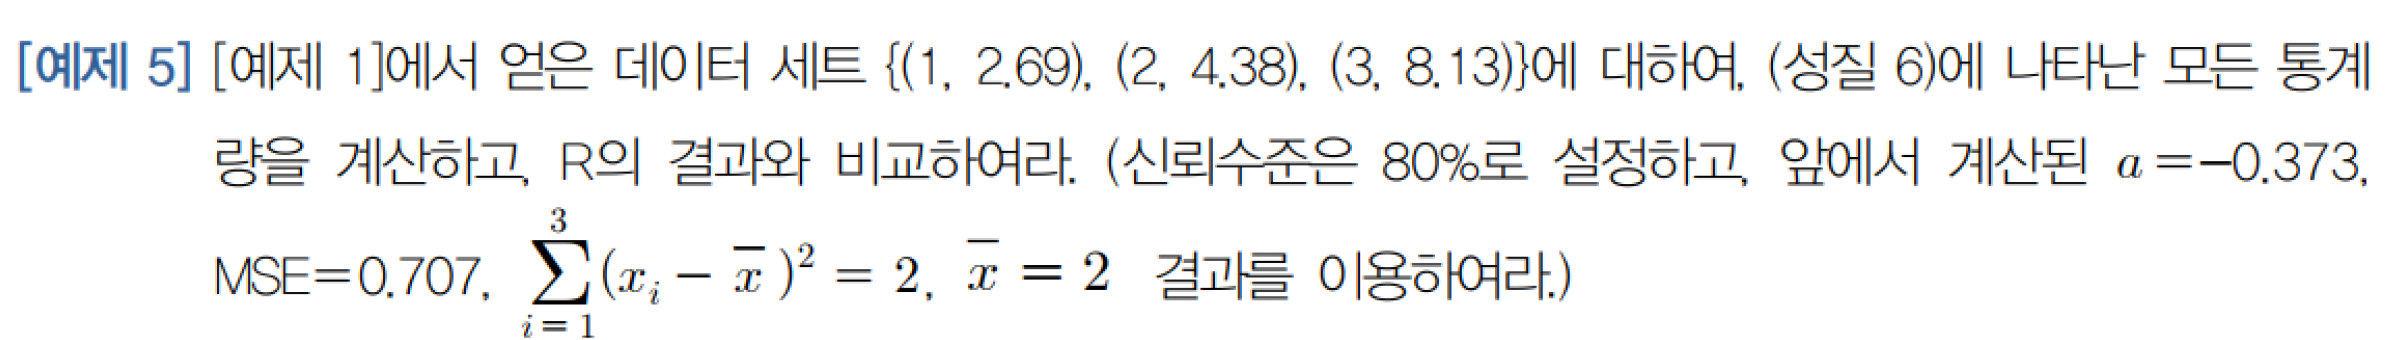 [예제 5] [예제 1]에서 얻은 데이터 세트 {(1, 2.69), (2, 4.38), (3, 8.13)}에 대하여, (성질 6)에 나타난 모든 통계
량을 계산하고, R의 결과와 비교하여라. (신뢰수준은 80%로 설정하고, 앞에서 계산된 a = −0.373,
MSE=0.707, $\sum_{i=1}^{3}(x_i - \overline{x})^2 = 2$, $\overline{x} = 2$ 결과를 이용하여라.)